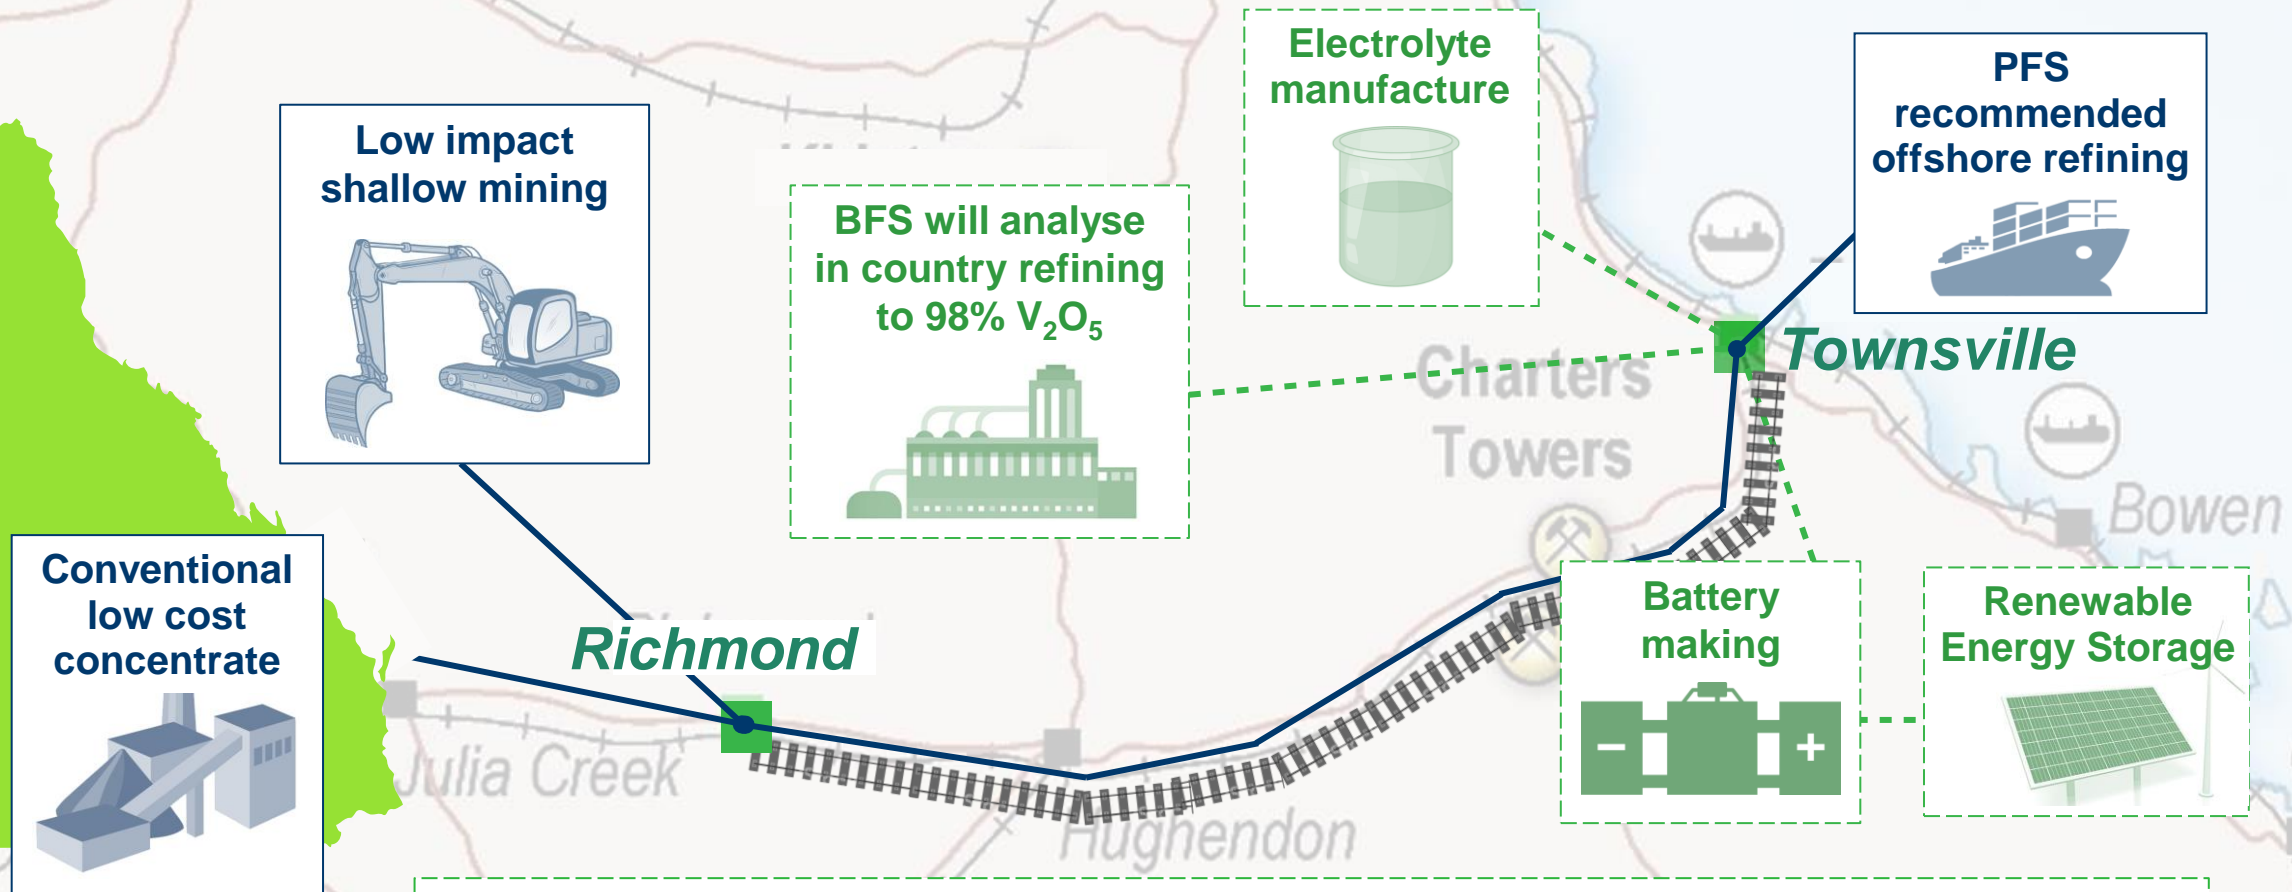 Electrolyte
manufacture
PFS
recommended
offshore refining
Low impact
shallow mining
BFS will analyse
in country refining
to 98% V₂O₅
Townsville
Charters
Towers
Bowen
Conventional
low cost
concentrate
Richmond
Battery
making
Renewable
Energy Storage
Julia Creek
Hughendon